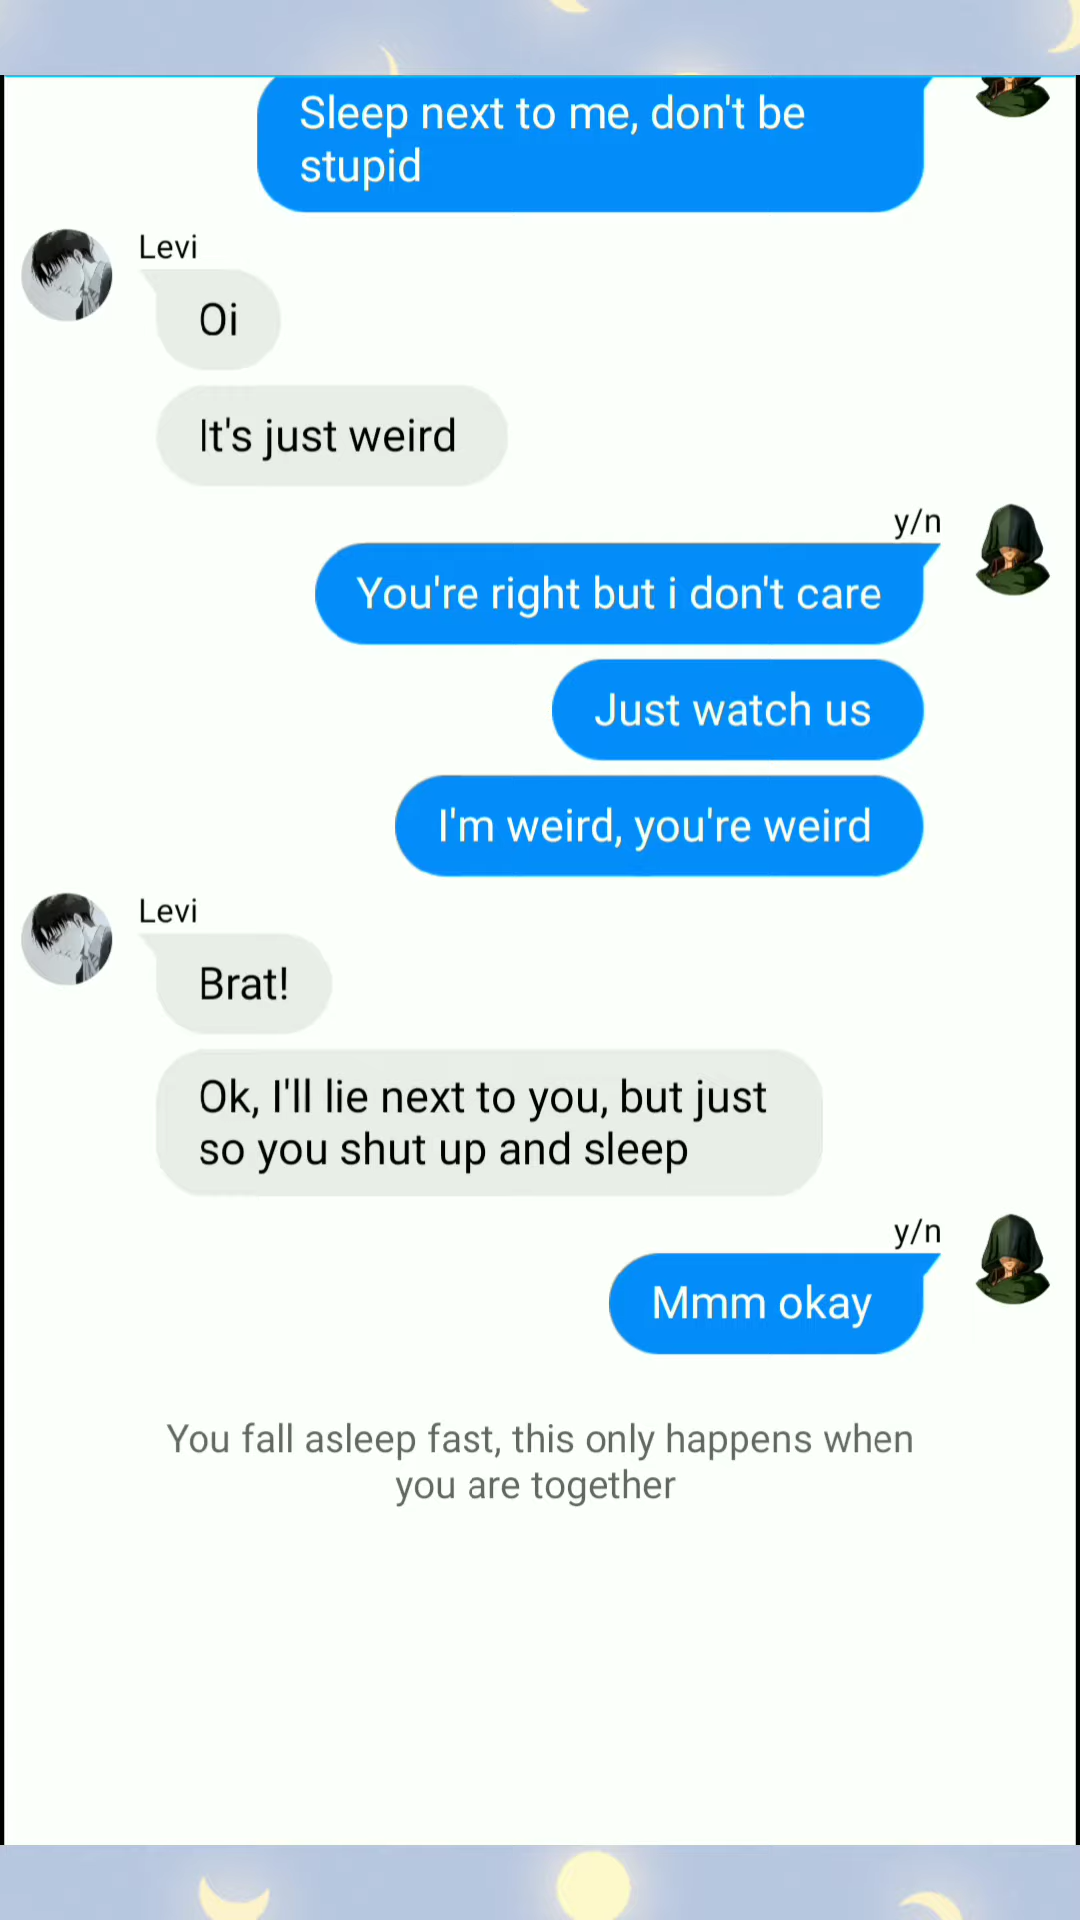 Sleep next to me, don't be
stupid
Levi
Oi
It's just weird
y/n
You're right but i don't care
Just watch us
I'm weird, you're weird
Levi
Brat!
Ok, I'll lie next to you, but just
so you shut up and sleep
y/n
Mmm okay
You fall asleep fast, this only happens when
you are together